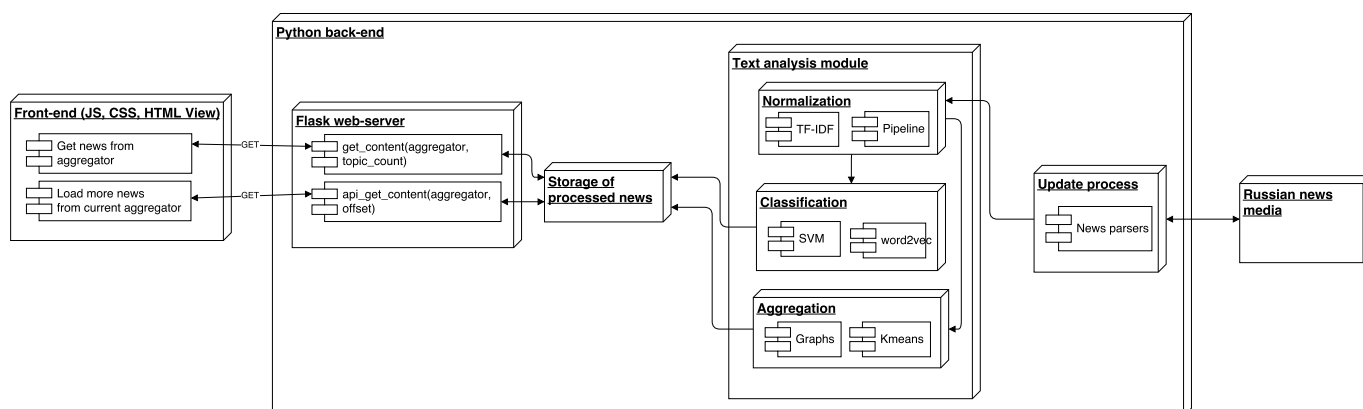 Python back-end
Front-end (JS, CSS, HTML View)
Get news from
aggregator
Load more news
from current aggregator
GET
GET
Flask web-server
get_content(aggregator,
topic_count)
api_get_content(aggregator,
offset)
Storage of
processed news
Text analysis module
Normalization
TF-IDF
Pipeline
Classification
SVM
word2vec
Aggregation
Graphs
Kmeans
Update process
News parsers
Russian news
media